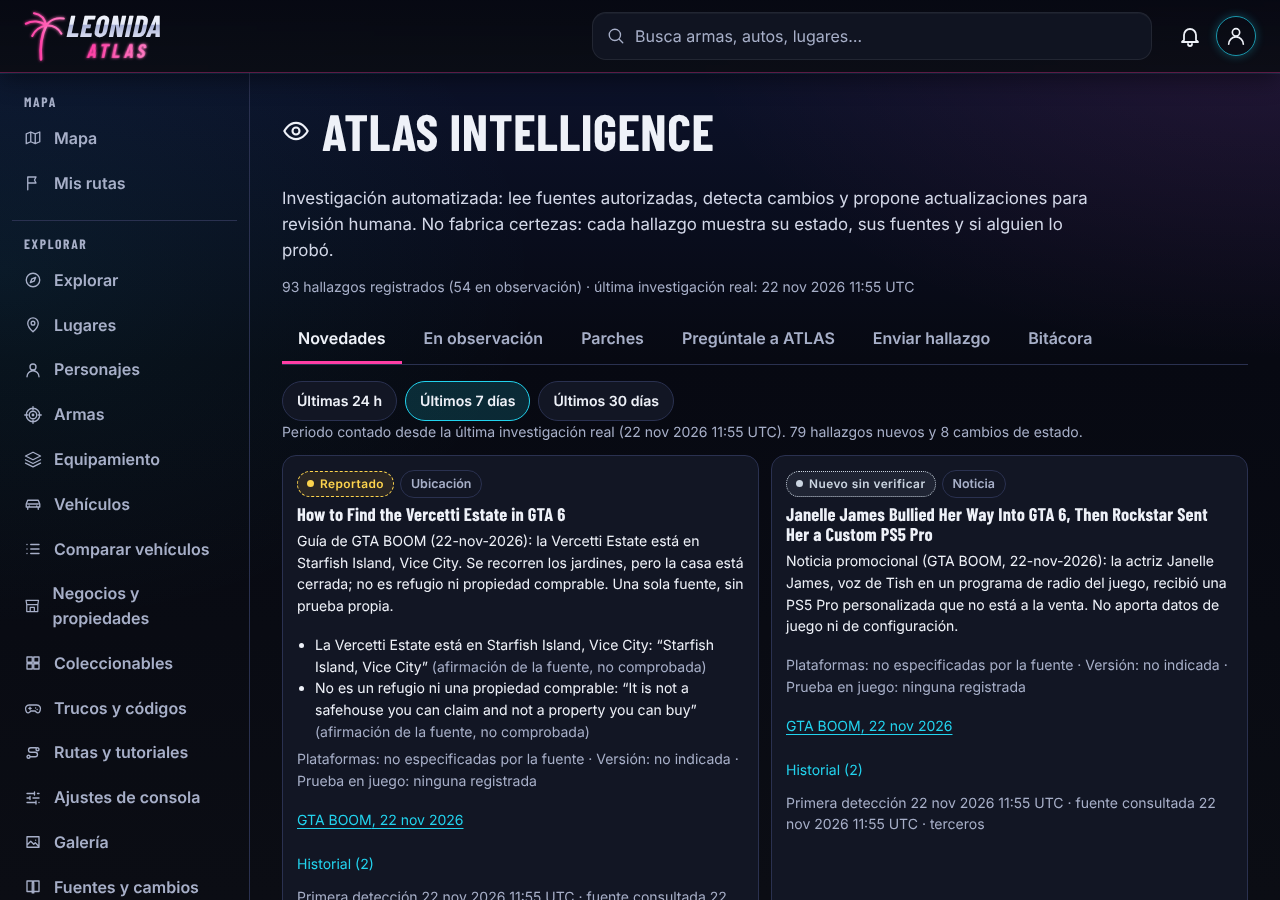 LEONIDA
ATLAS
Busca armas, autos, lugares...
MAPA
Mapa
Mis rutas
EXPLORAR
Explorar
Lugares
Personajes
Armas
Equipamiento
Vehículos
Comparar vehículos
Negocios y
propiedades
Coleccionables
Trucos y códigos
Rutas y tutoriales
Ajustes de consola
Galería
Fuentes y cambios
ATLAS INTELLIGENCE
Investigación automatizada: lee fuentes autorizadas, detecta cambios y propone actualizaciones para
revisión humana. No fabrica certezas: cada hallazgo muestra su estado, sus fuentes y si alguien lo
probó.
93 hallazgos registrados (54 en observación) · última investigación real: 22 nov 2026 11:55 UTC
Novedades En observación Parches Pregúntale a ATLAS Enviar hallazgo Bitácora
Últimas 24 h Últimos 7 días Últimos 30 días
Periodo contado desde la última investigación real (22 nov 2026 11:55 UTC). 79 hallazgos nuevos y 8 cambios de estado.
Reportado Ubicación
How to Find the Vercetti Estate in GTA 6
Guía de GTA BOOM (22-nov-2026): la Vercetti Estate está en
Starfish Island, Vice City. Se recorren los jardines, pero la casa está
cerrada; no es refugio ni propiedad comprable. Una sola fuente, sin
prueba propia.
• La Vercetti Estate está en Starfish Island, Vice City: “Starfish
Island, Vice City” (afirmación de la fuente, no comprobada)
• No es un refugio ni una propiedad comprable: “It is not a
safehouse you can claim and not a property you can buy”
(afirmación de la fuente, no comprobada)
Plataformas: no especificadas por la fuente · Versión: no indicada ·
Prueba en juego: ninguna registrada
GTA BOOM, 22 nov 2026
Historial (2)
Primera detección 22 nov 2026 11:55 UTC · fuente consultada 22
Nuevo sin verificar Noticia
Janelle James Bullied Her Way Into GTA 6, Then Rockstar Sent
Her a Custom PS5 Pro
Noticia promocional (GTA BOOM, 22-nov-2026): la actriz Janelle
James, voz de Tish en un programa de radio del juego, recibió una
PS5 Pro personalizada que no está a la venta. No aporta datos de
juego ni de configuración.
Plataformas: no especificadas por la fuente · Versión: no indicada ·
Prueba en juego: ninguna registrada
GTA BOOM, 22 nov 2026
Historial (2)
Primera detección 22 nov 2026 11:55 UTC · fuente consultada 22
nov 2026 11:55 UTC · terceros